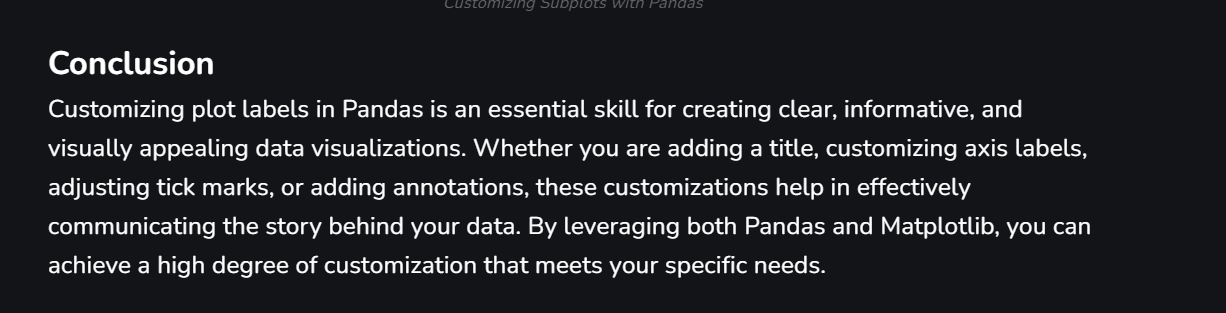 Customizing Subplots with Pandas
Conclusion
Customizing plot labels in Pandas is an essential skill for creating clear, informative, and
visually appealing data visualizations. Whether you are adding a title, customizing axis labels,
adjusting tick marks, or adding annotations, these customizations help in effectively
communicating the story behind your data. By leveraging both Pandas and Matplotlib, you can
achieve a high degree of customization that meets your specific needs.